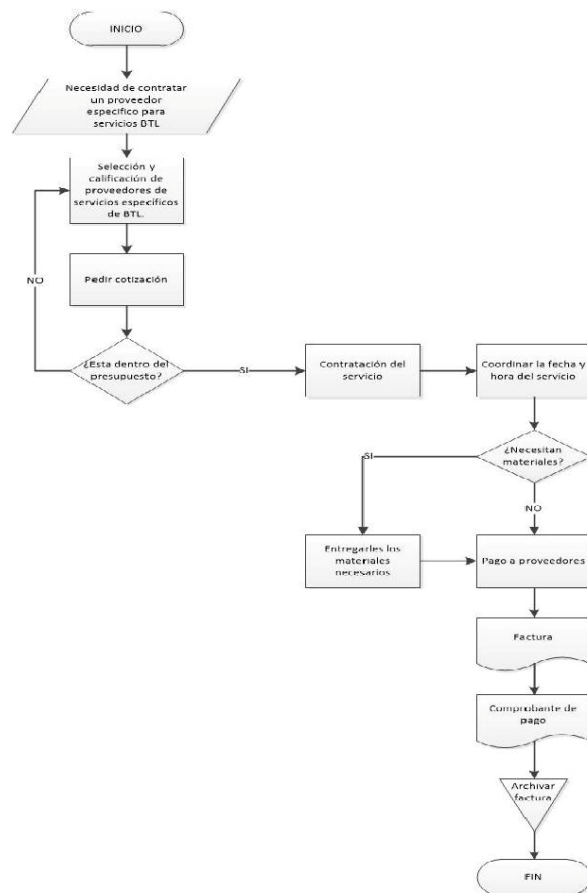 INICIO
Necesidad de contratar
un proveedor
especifico para
servicios BTL
Selección y
calificación de
proveedores de
servicios específicos
de BTL.
NO
Pedir cotización
¿Esta dentro del
presupuesto?
SI
Contratación del
servicio
Coordinar la fecha y
hora del servicio
¿Necesitan
materiales?
SI
NO
Entregarles los
materiales
necesarios
Pago a proveedores
Factura
Comprobante de
pago
Archivar
factura
FIN